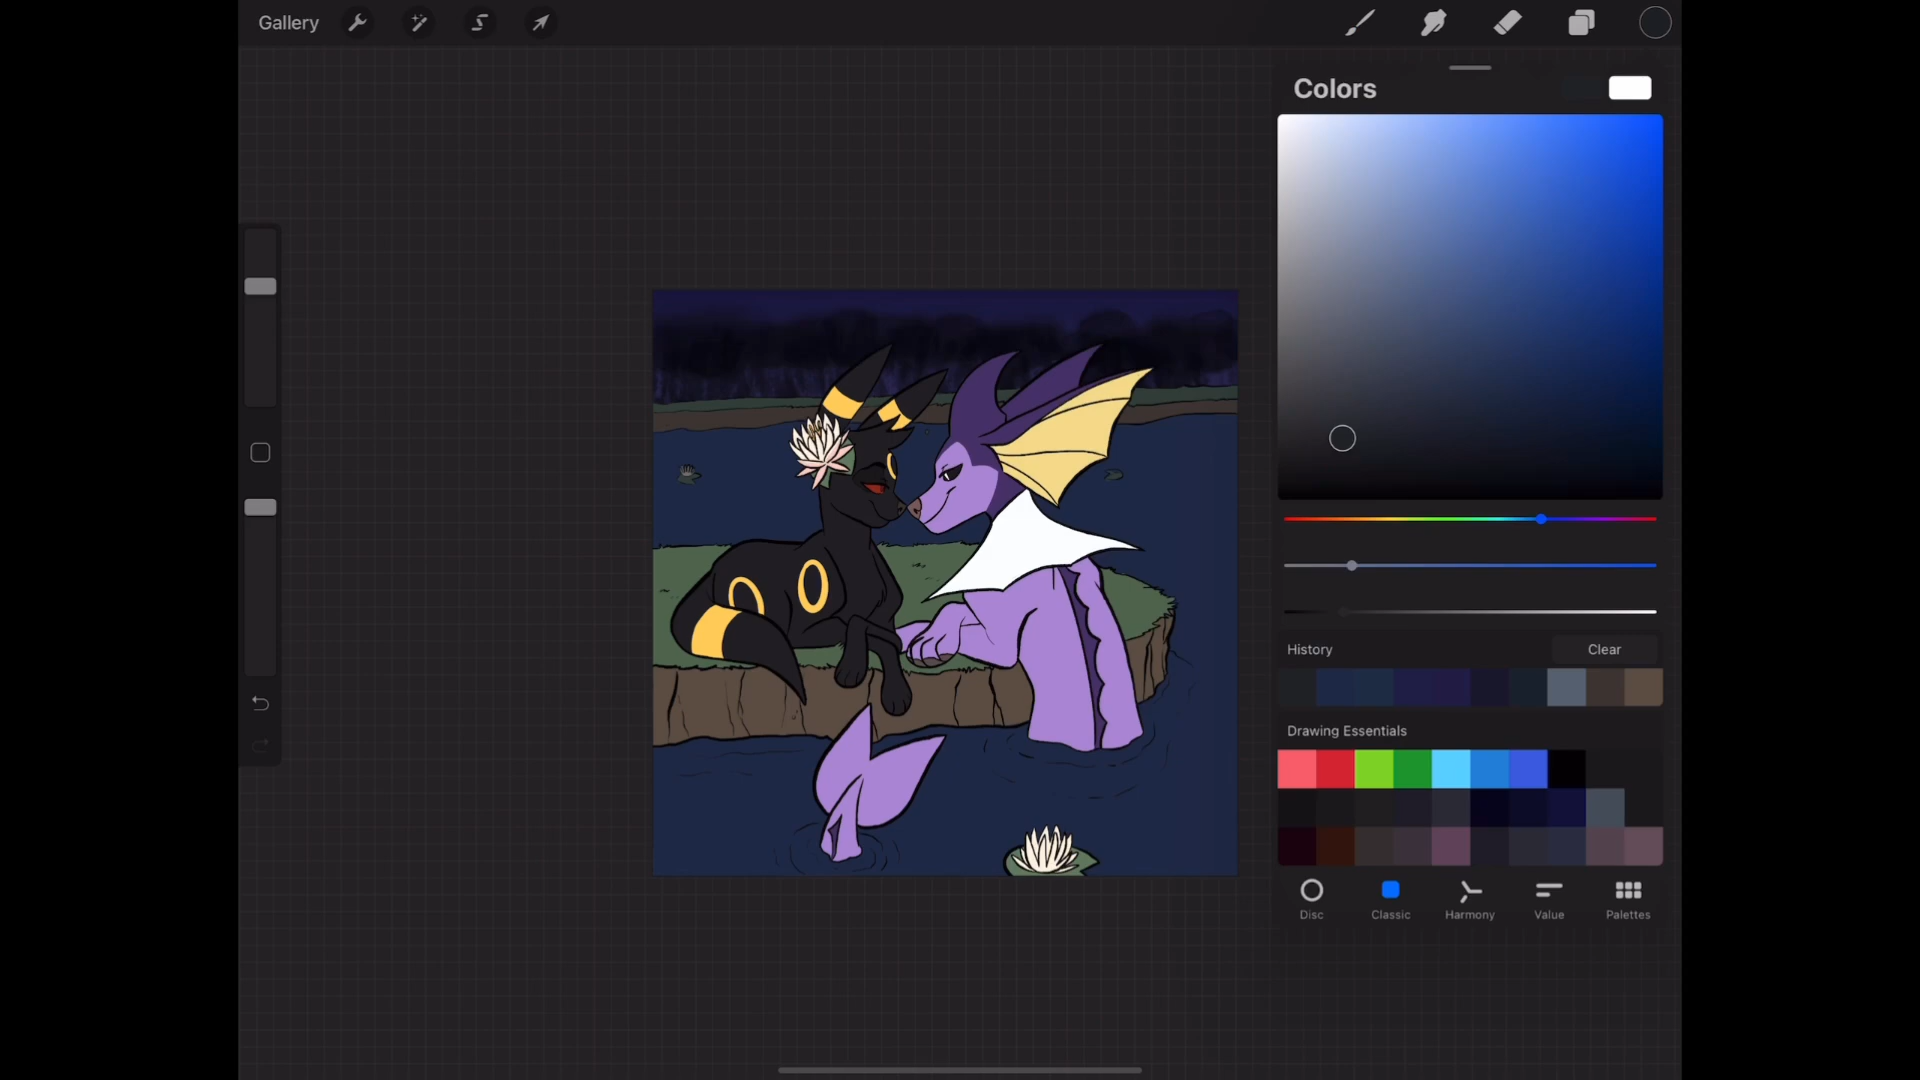 Gallery
Colors
History
Clear
Drawing Essentials
Disc
Classic
Harmony
Value
Palettes